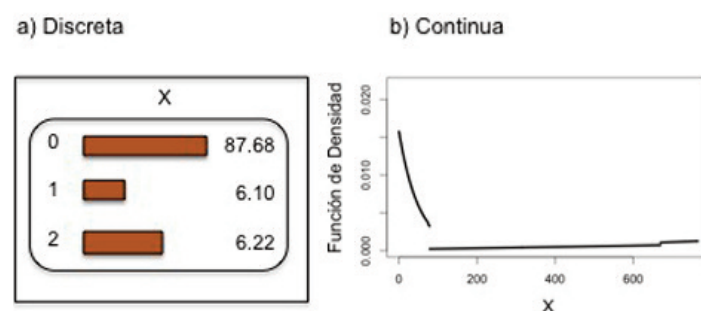 a) Discreta
b) Continua
X
0 87.68
1 6.10
2 6.22
Función de Densidad
0.020
0.010
0.000
0 200 400 600
X